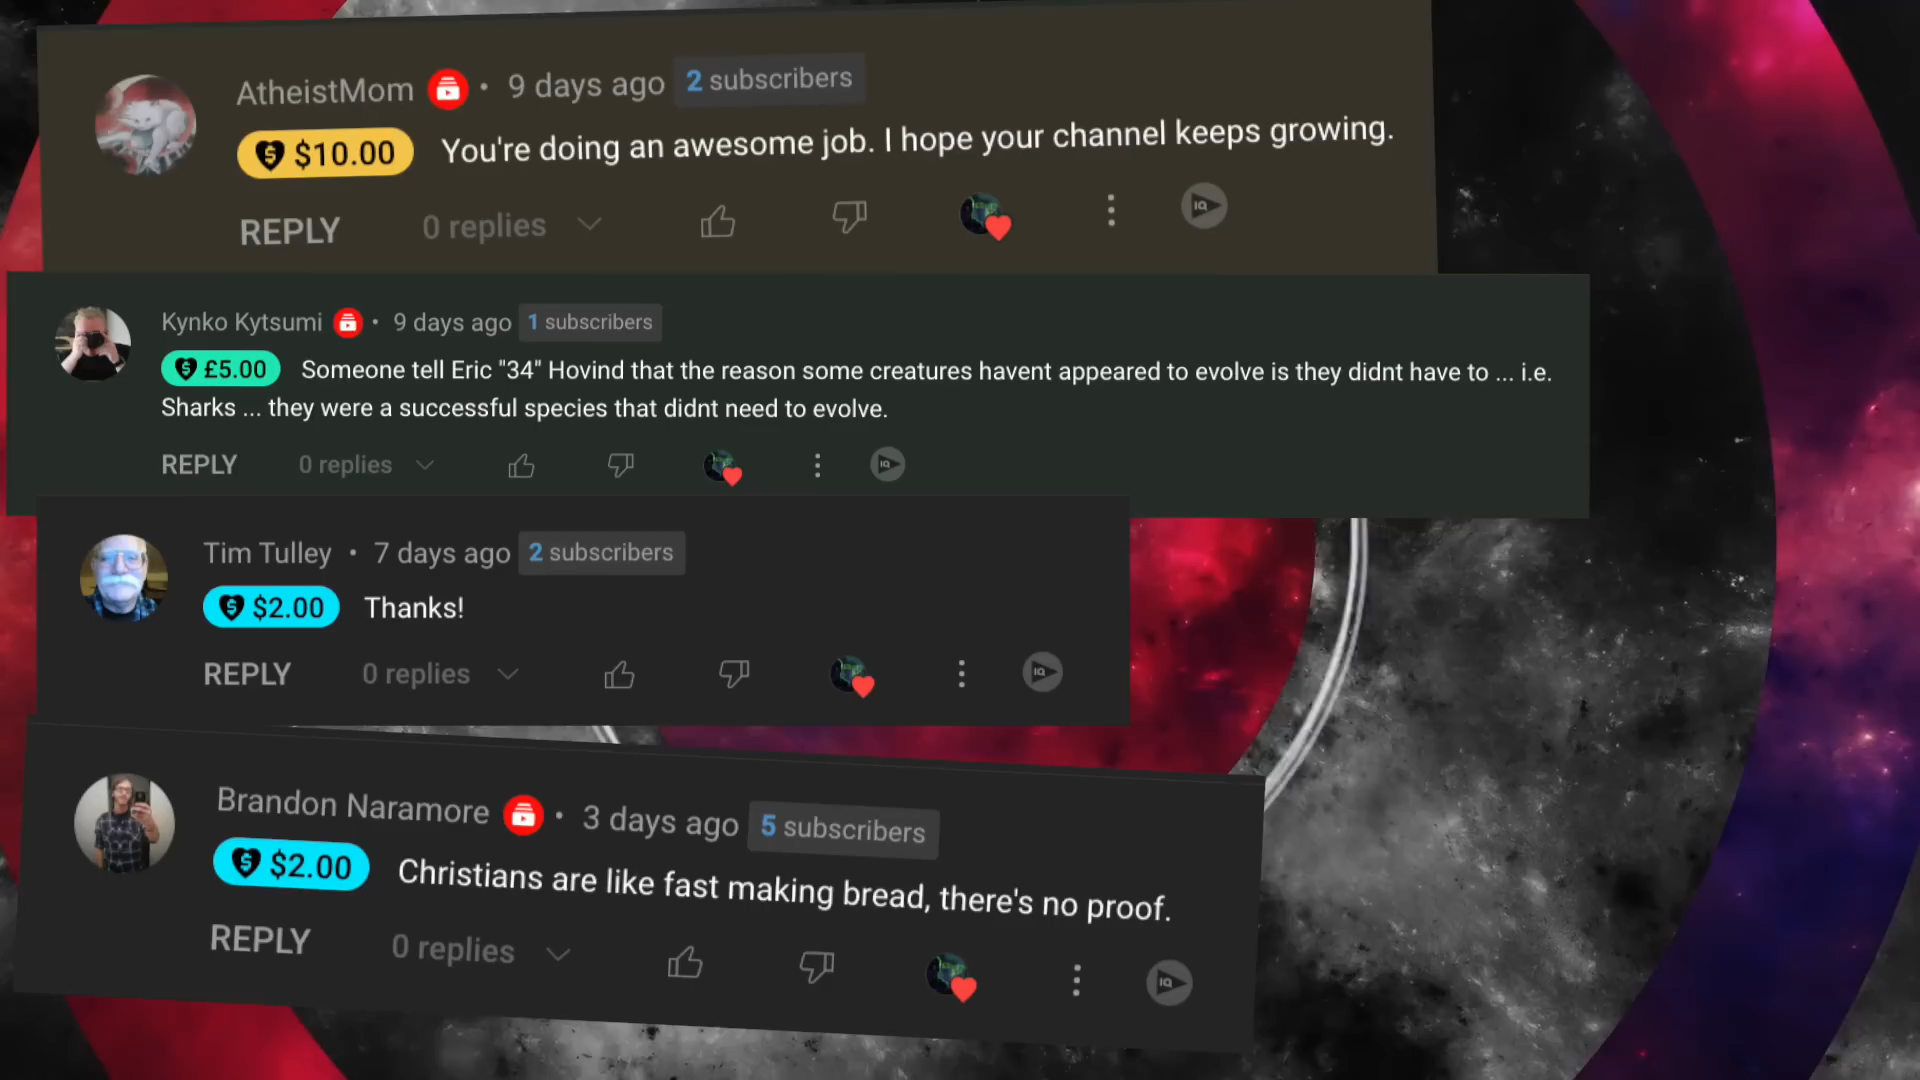 AtheistMom • 9 days ago 2 subscribers
$10.00 You're doing an awesome job. I hope your channel keeps growing.
REPLY 0 replies IQ
Kynko Kytsumi • 9 days ago 1 subscribers
£5.00 Someone tell Eric "34" Hovind that the reason some creatures havent appeared to evolve is they didnt have to ... i.e.
Sharks ... they were a successful species that didnt need to evolve.
REPLY 0 replies IQ
Tim Tulley • 7 days ago 2 subscribers
$2.00 Thanks!
REPLY 0 replies IQ
Brandon Naramore • 3 days ago 5 subscribers
$2.00 Christians are like fast making bread, there's no proof.
REPLY 0 replies IQ